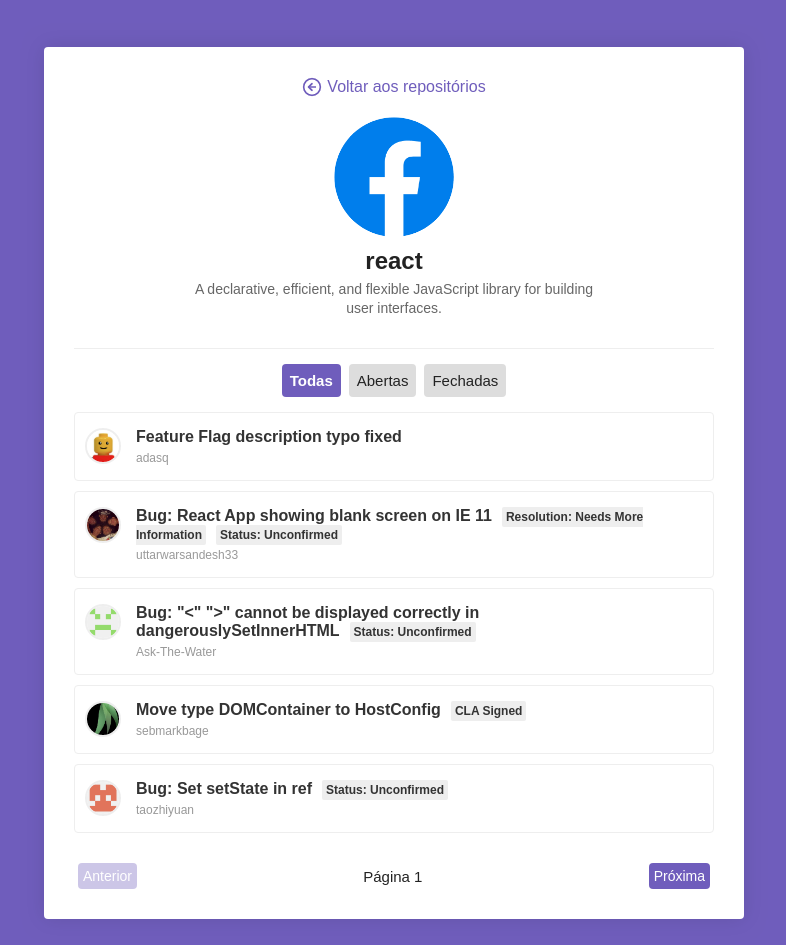 Voltar aos repositórios
react
A declarative, efficient, and flexible JavaScript library for building
user interfaces.
Todas Abertas Fechadas
Feature Flag description typo fixed
adasq
Bug: React App showing blank screen on IE 11 Resolution: Needs More
Information Status: Unconfirmed
uttarwarsandesh33
Bug: "<" ">" cannot be displayed correctly in
dangerouslySetInnerHTML Status: Unconfirmed
Ask-The-Water
Move type DOMContainer to HostConfig CLA Signed
sebmarkbage
Bug: Set setState in ref Status: Unconfirmed
taozhiyuan
Anterior Página 1 Próxima